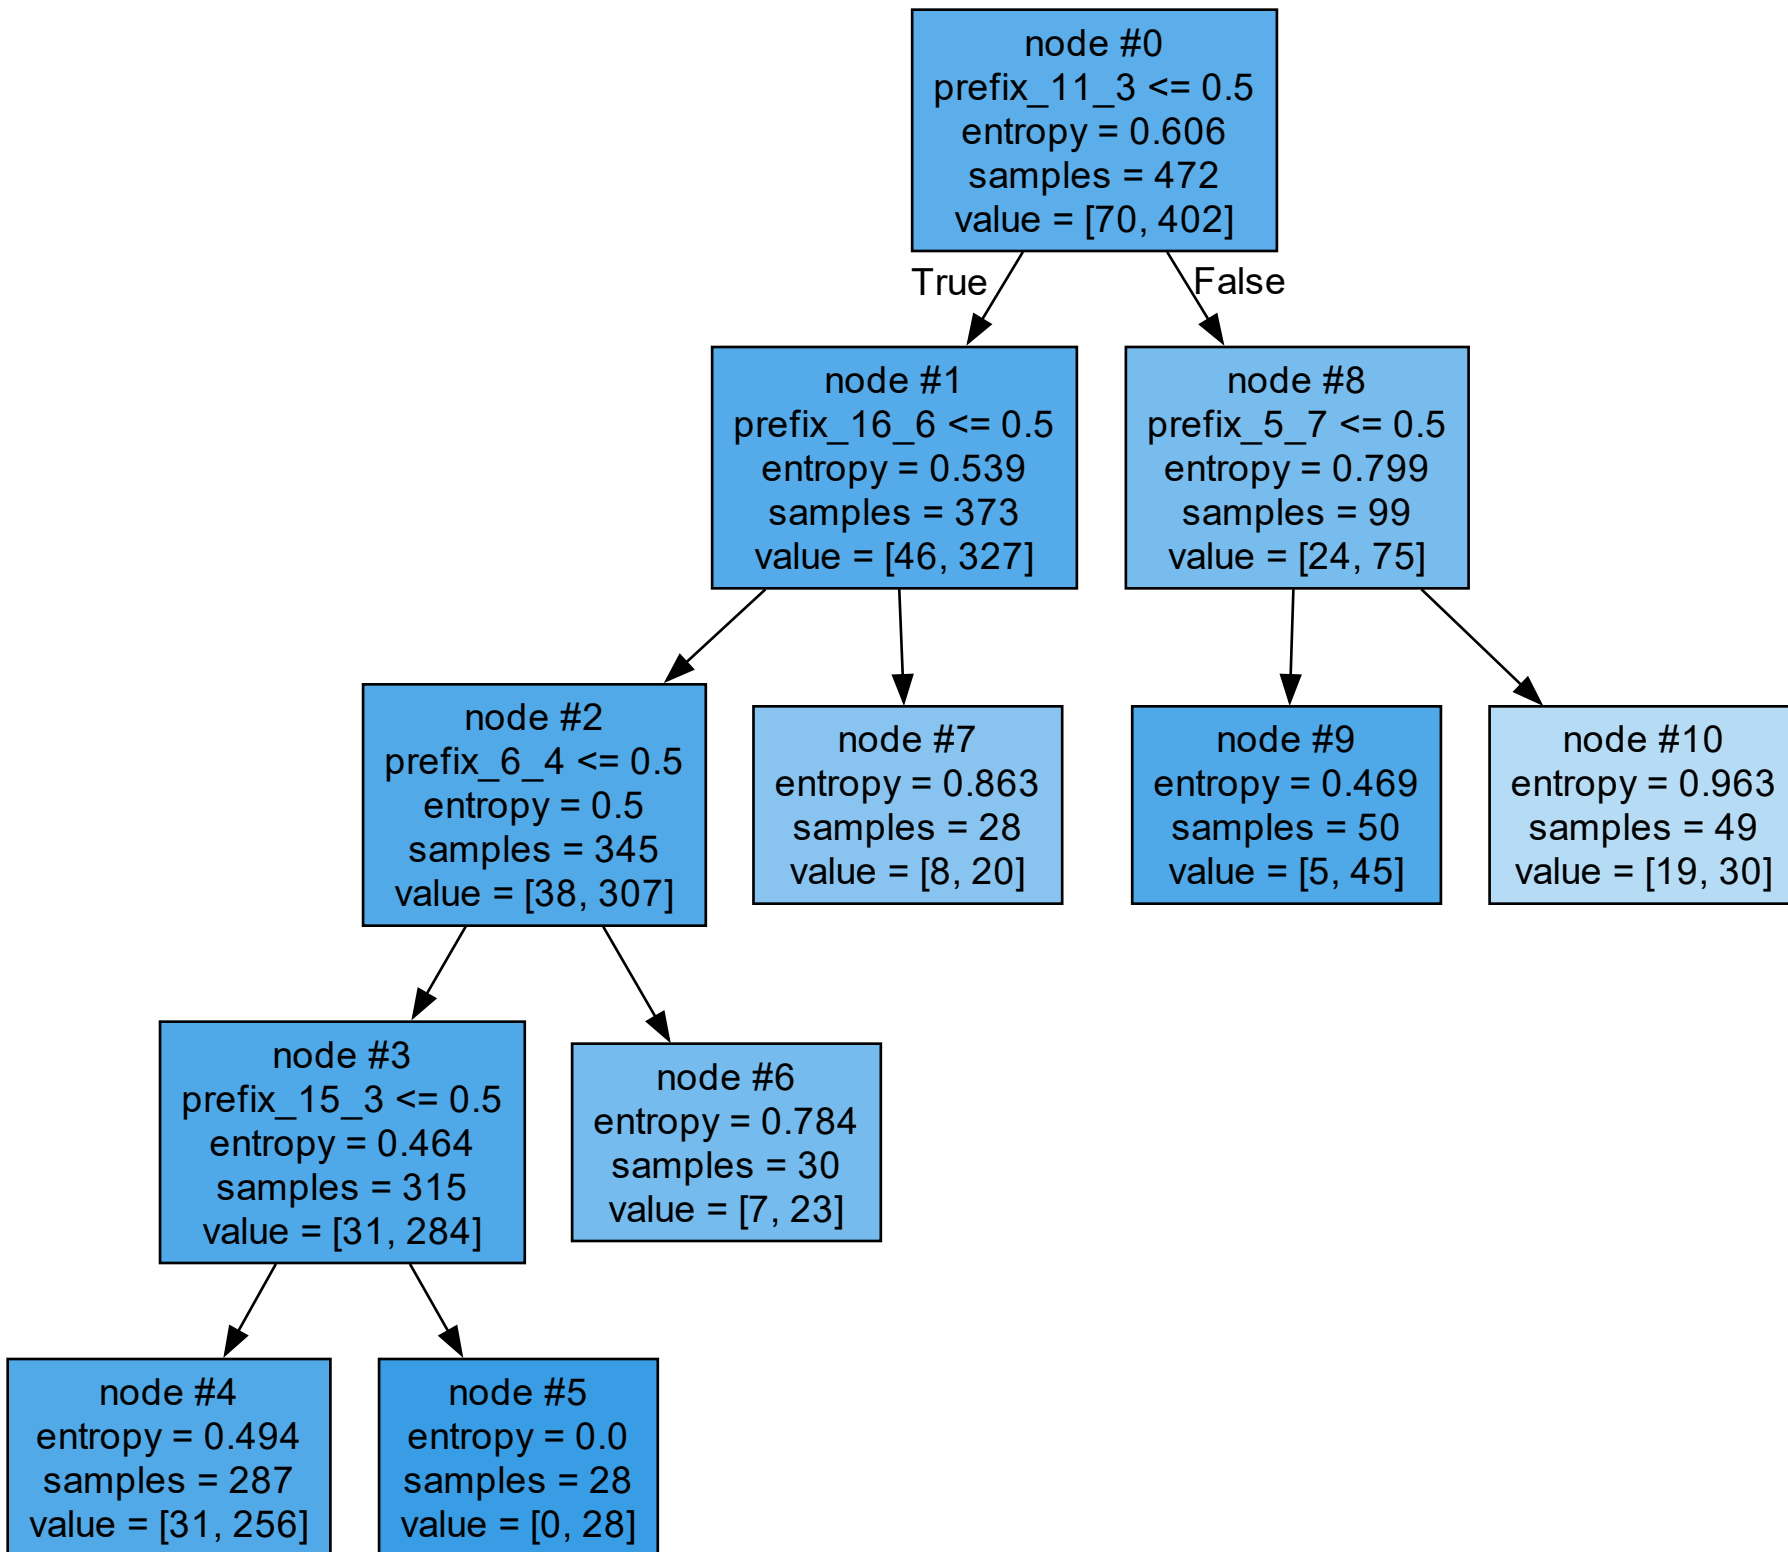 node #0
prefix_11_3 <= 0.5
entropy = 0.606
samples = 472
value = [70, 402]
True
False
node #1
prefix_16_6 <= 0.5
entropy = 0.539
samples = 373
value = [46, 327]
node #8
prefix_5_7 <= 0.5
entropy = 0.799
samples = 99
value = [24, 75]
node #2
prefix_6_4 <= 0.5
entropy = 0.5
samples = 345
value = [38, 307]
node #7
entropy = 0.863
samples = 28
value = [8, 20]
node #9
entropy = 0.469
samples = 50
value = [5, 45]
node #10
entropy = 0.963
samples = 49
value = [19, 30]
node #3
prefix_15_3 <= 0.5
entropy = 0.464
samples = 315
value = [31, 284]
node #6
entropy = 0.784
samples = 30
value = [7, 23]
node #4
entropy = 0.494
samples = 287
value = [31, 256]
node #5
entropy = 0.0
samples = 28
value = [0, 28]